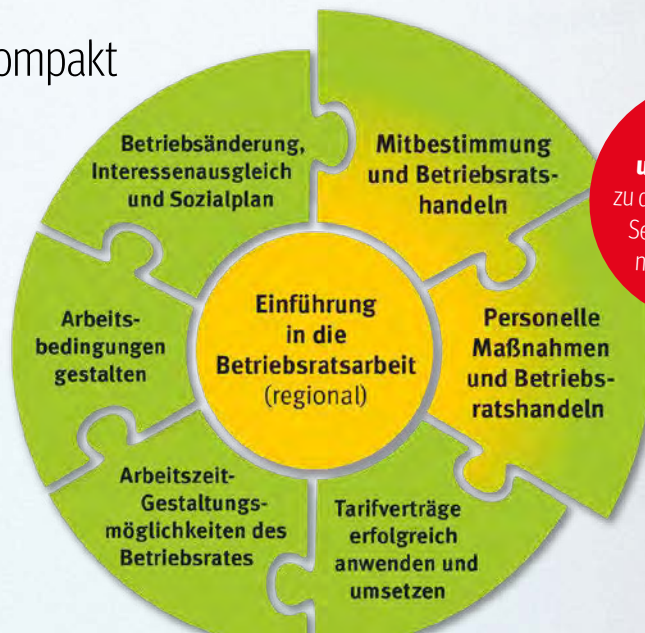 Betriebsänderung,
Interessenausgleich
und Sozialplan
Mitbestimmung
und Betriebsrats-
handeln
Einführung
in die
Betriebsratsarbeit
(regional)
Personelle
Maßnahmen
und Betriebs-
ratshandeln
Arbeits-
bedingungen
gestalten
Arbeitszeit-
Gestaltungs-
möglichkeiten des
Betriebsrates
Tarifverträge
erfolgreich
anwenden und
umsetzen